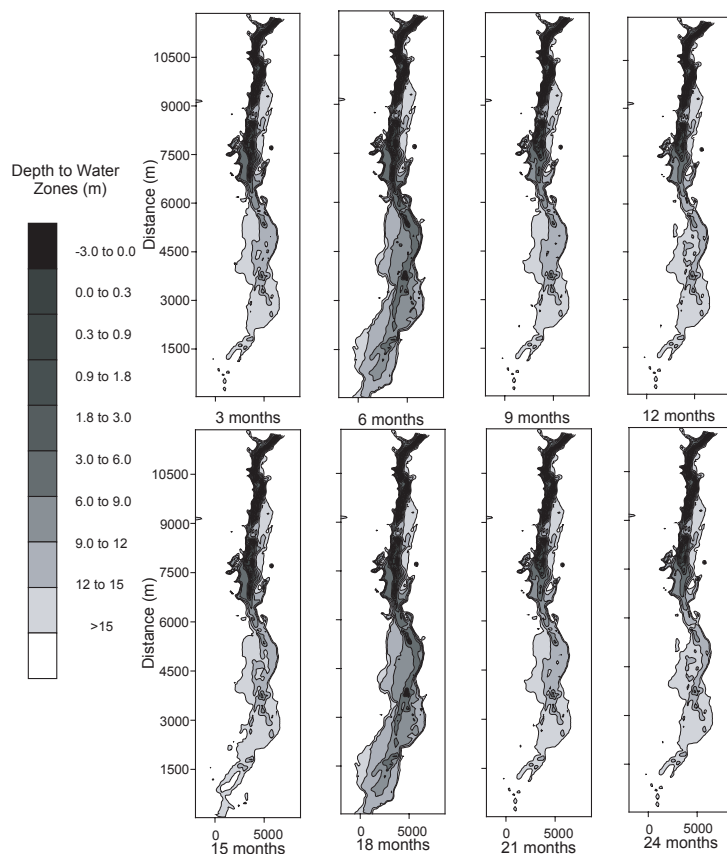 Depth to Water
Zones (m)
-3.0 to 0.0
0.0 to 0.3
0.3 to 0.9
0.9 to 1.8
1.8 to 3.0
3.0 to 6.0
6.0 to 9.0
9.0 to 12
12 to 15
>15
Distance (m)
10500
9000
7500
6000
4500
3000
1500
3 months
6 months
9 months
12 months
Distance (m)
10500
9000
7500
6000
4500
3000
1500
0 5000
0 5000
0 5000
0 5000
15 months
18 months
21 months
24 months